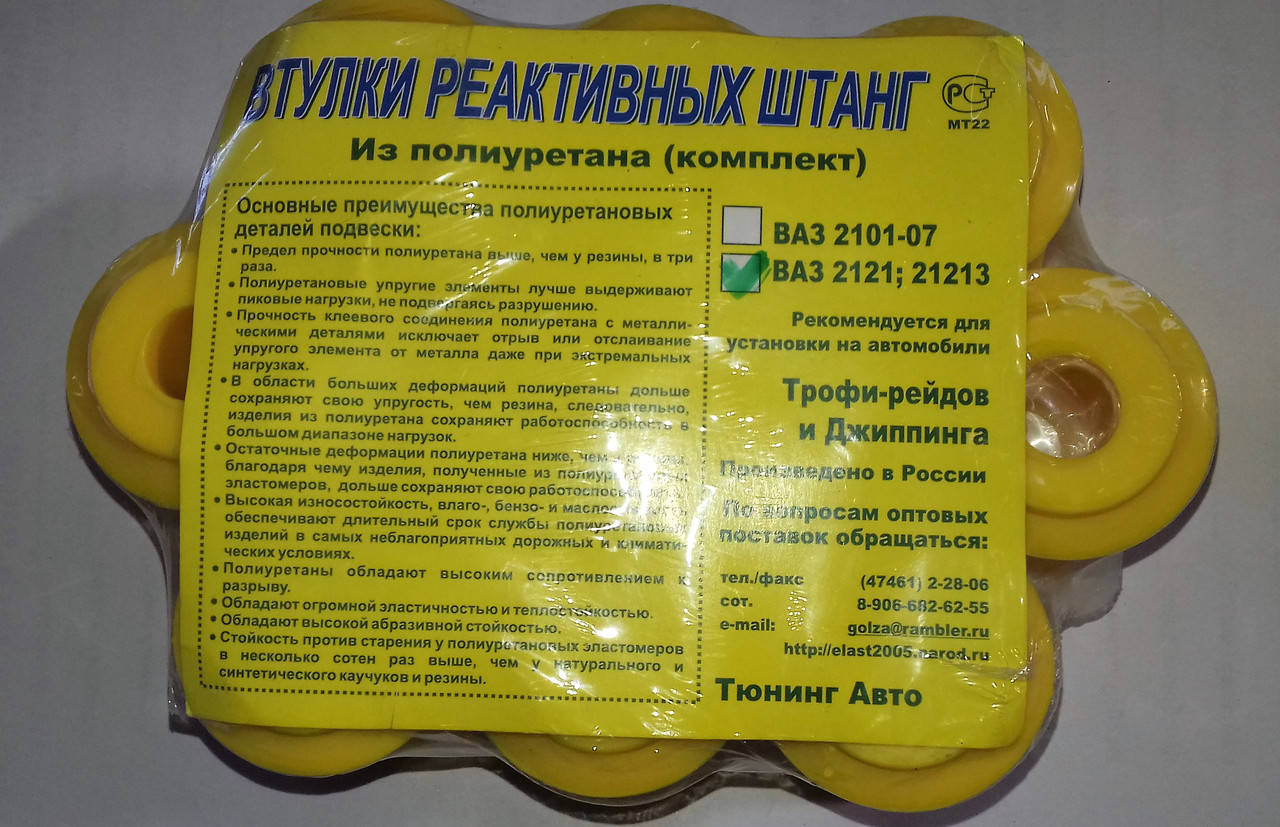 ВТУЛКИ РЕАКТИВНЫХ ШТАНГ
РСТ
МТ22
Из полиуретана (комплект)
Основные преимущества полиуретановых
деталей подвески:
• Предел прочности полиуретана выше, чем у резины, в три
раза.
• Полиуретановые упругие элементы лучше выдерживают
пиковые нагрузки, не подвергаясь разрушению.
• Прочность клеевого соединения полиуретана с металли-
ческими деталями исключает отрыв или отслаивание
упругого элемента от металла даже при экстремальных
нагрузках.
• В области больших деформаций полиуретаны дольше
сохраняют свою упругость, чем резина, следовательно,
изделия из полиуретана сохраняют работоспособность в
большом диапазоне нагрузок.
• Остаточные деформации полиуретана ниже, чем
благодаря чему изделия, полученные из
эластомеров, дольше сохраняют свою
• Высокая износостойкость, влаго-, бензо- и
обеспечивают длительный срок службы полиуретановых
изделий в самых неблагоприятных дорожных и климати-
ческих условиях.
• Полиуретаны обладают высоким сопротивлением к
разрыву.
• Обладают огромной эластичностью и теплостойкостью.
• Обладают высокой абразивной стойкостью.
• Стойкость против старения у полиуретановых эластомеров
в несколько сотен раз выше, чем у натурального и
синтетического каучуков и резины.
ВАЗ 2101-07
ВАЗ 2121; 21213
Рекомендуется для
установки на автомобили
Трофи-рейдов
и Джиппинга
Произведено в России
По вопросам оптовых
поставок обращаться:
тел./факс (47461) 2-28-06
сот. 8-906-682-62-55
e-mail: golza@rambler.ru
http://elast2005.narod.ru
Тюнинг Авто